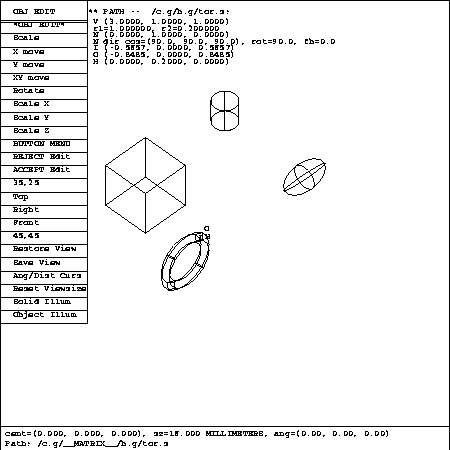 OBJ EDIT
*OBJ EDIT*
Scale
X move
Y move
XY move
Rotate
Scale X
Scale Y
Scale Z
BUTTON MENU
REJECT Edit
ACCEPT Edit
35,25
Top
Right
Front
45,45
Restore View
Save View
Ang/Dist Curs
Reset Viewsize
Solid Illum
Object Illum
** PATH -- /c.g/h.g/tor.s:
V (3.0000, 1.0000, 1.0000)
r1=1.000000, r2=0.200000
N (0.0000, 1.0000, 0.0000)
N dir cos=(90.0, 90.0, 90.0), rot=90.0, fb=0.0
I (-0.5657, 0.0000, 0.5657)
O (-0.8485, 0.0000, 0.8485)
H (0.0000, 0.2000, 0.0000)
O
cent=(0.000, 0.000, 0.000), sz=18.000 MILLIMETERS, ang=(0.00, 0.00, 0.00)
Path: /c.g/__MATRIX__/h.g/tor.s